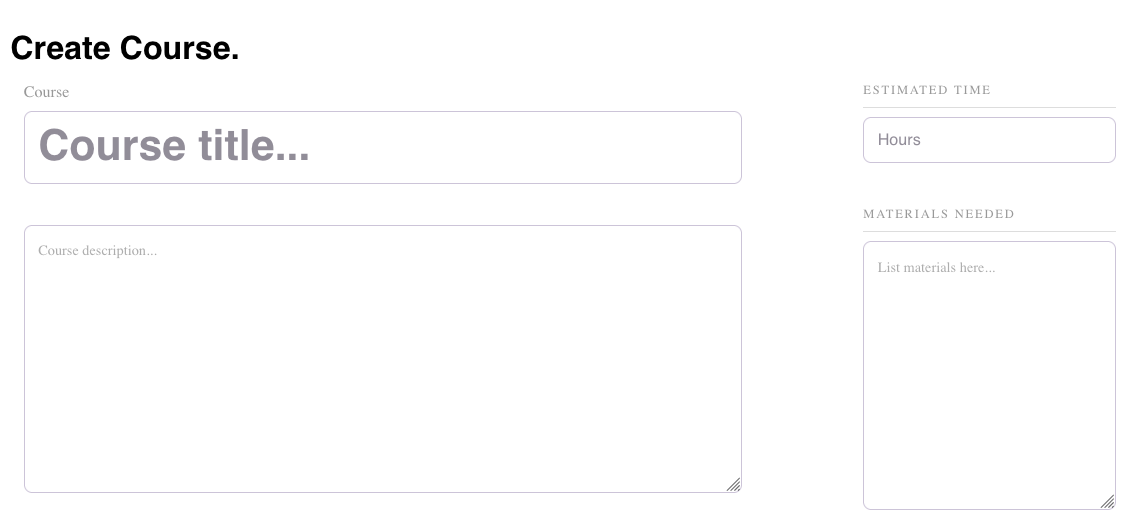 Create Course.
Course
Course title...
Course description...
ESTIMATED TIME
Hours
MATERIALS NEEDED
List materials here...